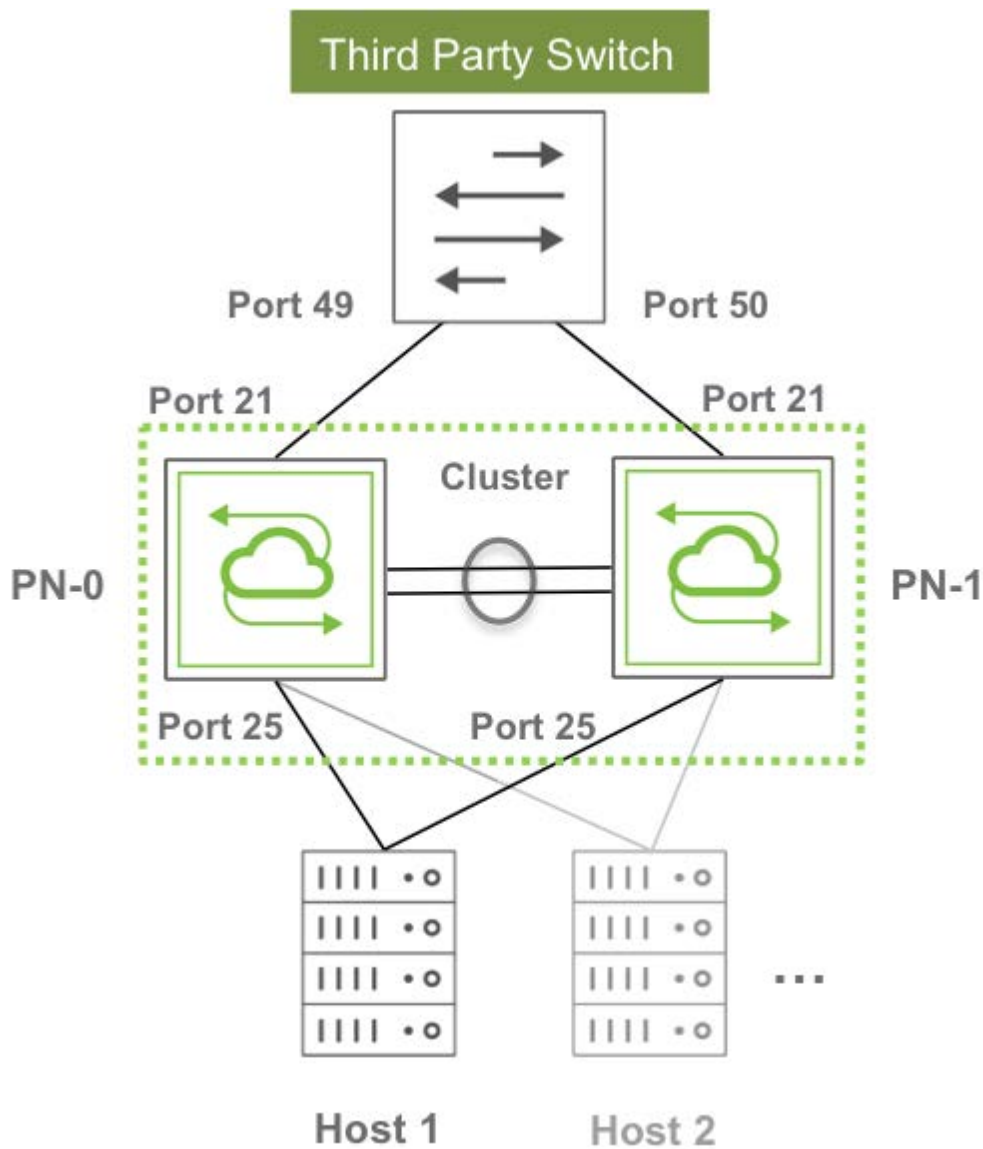 Third Party Switch
Port 49
Port 50
Port 21
Port 21
Cluster
PN-0
PN-1
Port 25
Port 25
...
Host 1
Host 2